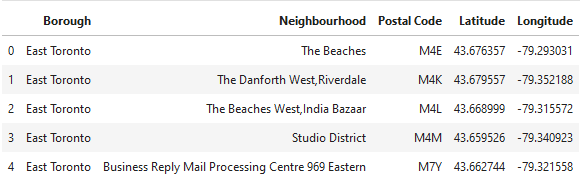 Borough Neighbourhood Postal Code Latitude Longitude
0 East Toronto The Beaches M4E 43.676357 -79.293031
1 East Toronto The Danforth West,Riverdale M4K 43.679557 -79.352188
2 East Toronto The Beaches West,India Bazaar M4L 43.668999 -79.315572
3 East Toronto Studio District M4M 43.659526 -79.340923
4 East Toronto Business Reply Mail Processing Centre 969 Eastern M7Y 43.662744 -79.321558